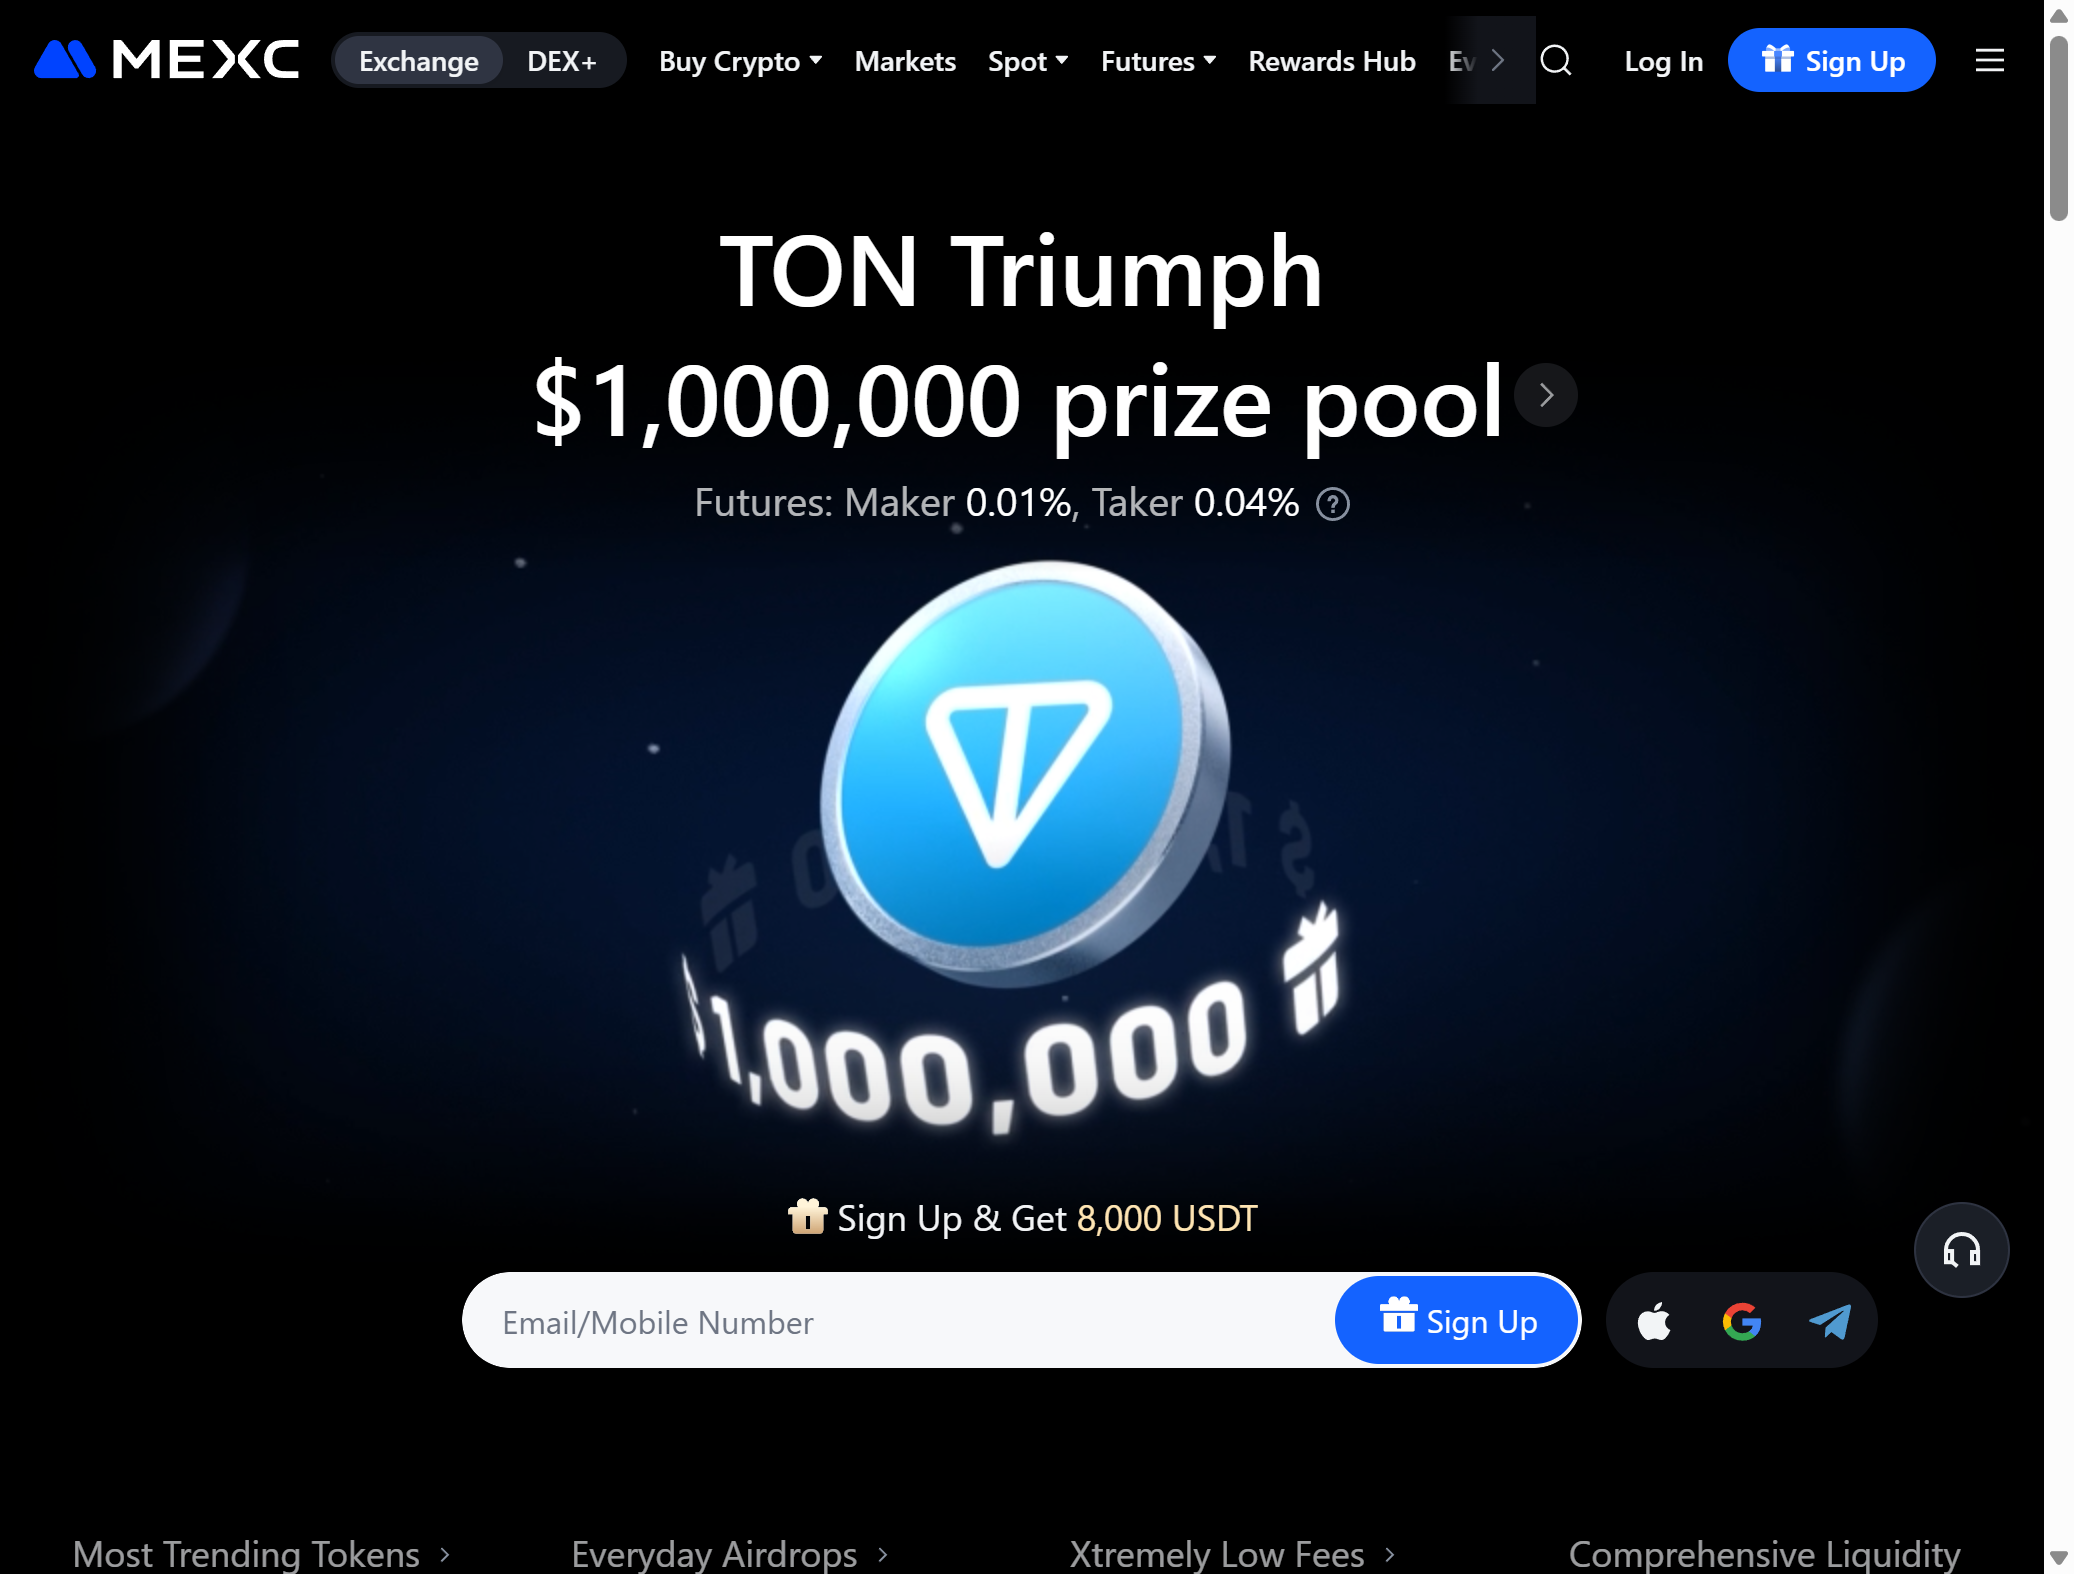 MEXC Exchange DEX+ Buy Crypto Markets Spot Futures Rewards Hub Log In Sign Up
TON Triumph
$1,000,000 prize pool
Futures: Maker 0.01%, Taker 0.04%
$1,000,000
Sign Up & Get 8,000 USDT
Email/Mobile Number Sign Up
Most Trending Tokens Everyday Airdrops Xtremely Low Fees Comprehensive Liquidity